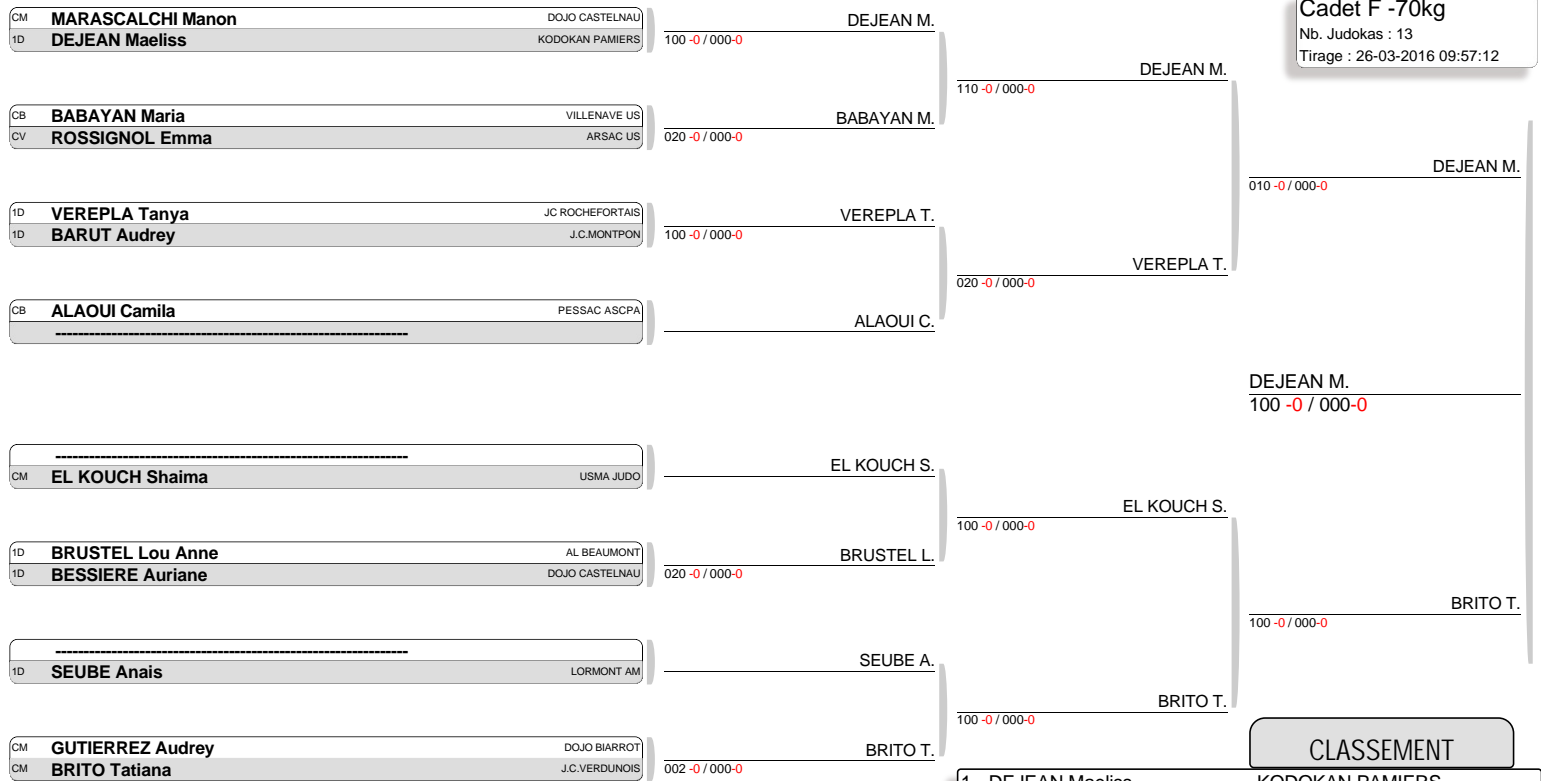 Cadet F -70kg
Nb. Judokas : 13
Tirage : 26-03-2016 09:57:12
CM MARASCALCHI Manon DOJO CASTELNAU
1D DEJEAN Maeliss KODOKAN PAMIERS
DEJEAN M.
100 -0 / 000-0
CB BABAYAN Maria VILLENAVE US
CV ROSSIGNOL Emma ARSAC US
BABAYAN M.
020 -0 / 000-0
DEJEAN M.
110 -0 / 000-0
1D VEREPLA Tanya JC ROCHEFORTAIS
1D BARUT Audrey J.C.MONTPON
VEREPLA T.
100 -0 / 000-0
CB ALAOUI Camila PESSAC ASCPA
----------------------------------------------------------------
ALAOUI C.
VEREPLA T.
020 -0 / 000-0
DEJEAN M.
010 -0 / 000-0
DEJEAN M.
100 -0 / 000-0
----------------------------------------------------------------
CM EL KOUCH Shaima USMA JUDO
EL KOUCH S.
1D BRUSTEL Lou Anne AL BEAUMONT
1D BESSIERE Auriane DOJO CASTELNAU
BRUSTEL L.
020 -0 / 000-0
EL KOUCH S.
100 -0 / 000-0
----------------------------------------------------------------
1D SEUBE Anais LORMONT AM
SEUBE A.
CM GUTIERREZ Audrey DOJO BIARROT
CM BRITO Tatiana J.C.VERDUNOIS
BRITO T.
002 -0 / 000-0
BRITO T.
100 -0 / 000-0
BRITO T.
100 -0 / 000-0
CLASSEMENT
1 DEJEAN Maeliss KODOKAN PAMIERS